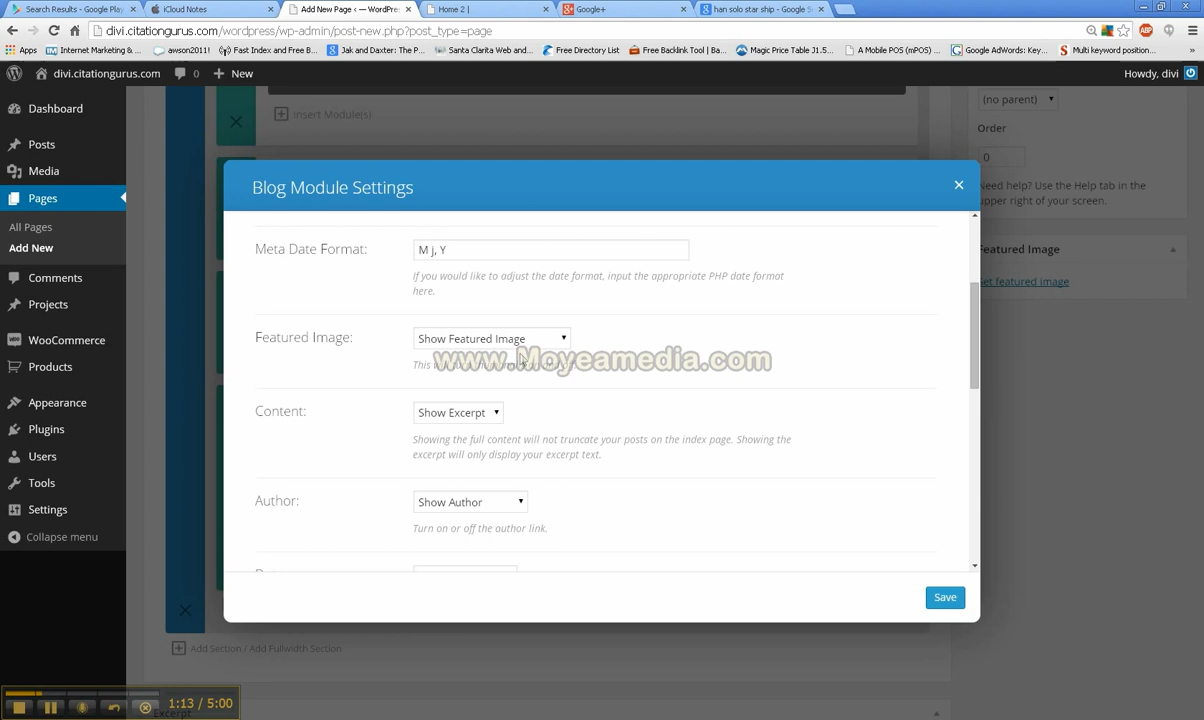 Search Results - Google Play
iCloud Notes
Add New Page ‹ — WordPres
Home 2 |
Google+
han solo star ship - Google S
divi.citationgurus.com/wordpress/wp-admin/post-new.php?post_type=page
Apps
Internet Marketing &...
awson2011!
Fast Index and Free B...
Jak and Daxter: The P...
Santa Clarita Web and...
Free Directory List
Free Backlink Tool | Ba...
Magic Price Table J1.5...
A Mobile POS (mPOS) ...
Google AdWords: Key...
Multi keyword position...
divi.citationgurus.com
0
New
Howdy, divi
Dashboard
Posts
Media
Pages
All Pages
Add New
Comments
Projects
WooCommerce
Products
Appearance
Plugins
Users
Tools
Settings
Collapse menu
Insert Module(s)
(no parent)
Order
0
Need help? Use the Help tab in the
upper right of your screen.
Featured Image
Set featured image
Blog Module Settings
Meta Date Format:
M j, Y
If you would like to adjust the date format, input the appropriate PHP date format
here.
Featured Image:
Show Featured Image
www.Moyeamedia.com
Content:
Show Excerpt
Showing the full content will not truncate your posts on the index page. Showing the
excerpt will only display your excerpt text.
Author:
Show Author
Turn on or off the author link.
Save
Add Section / Add Fullwidth Section
Excerpt
1:13 / 5:00